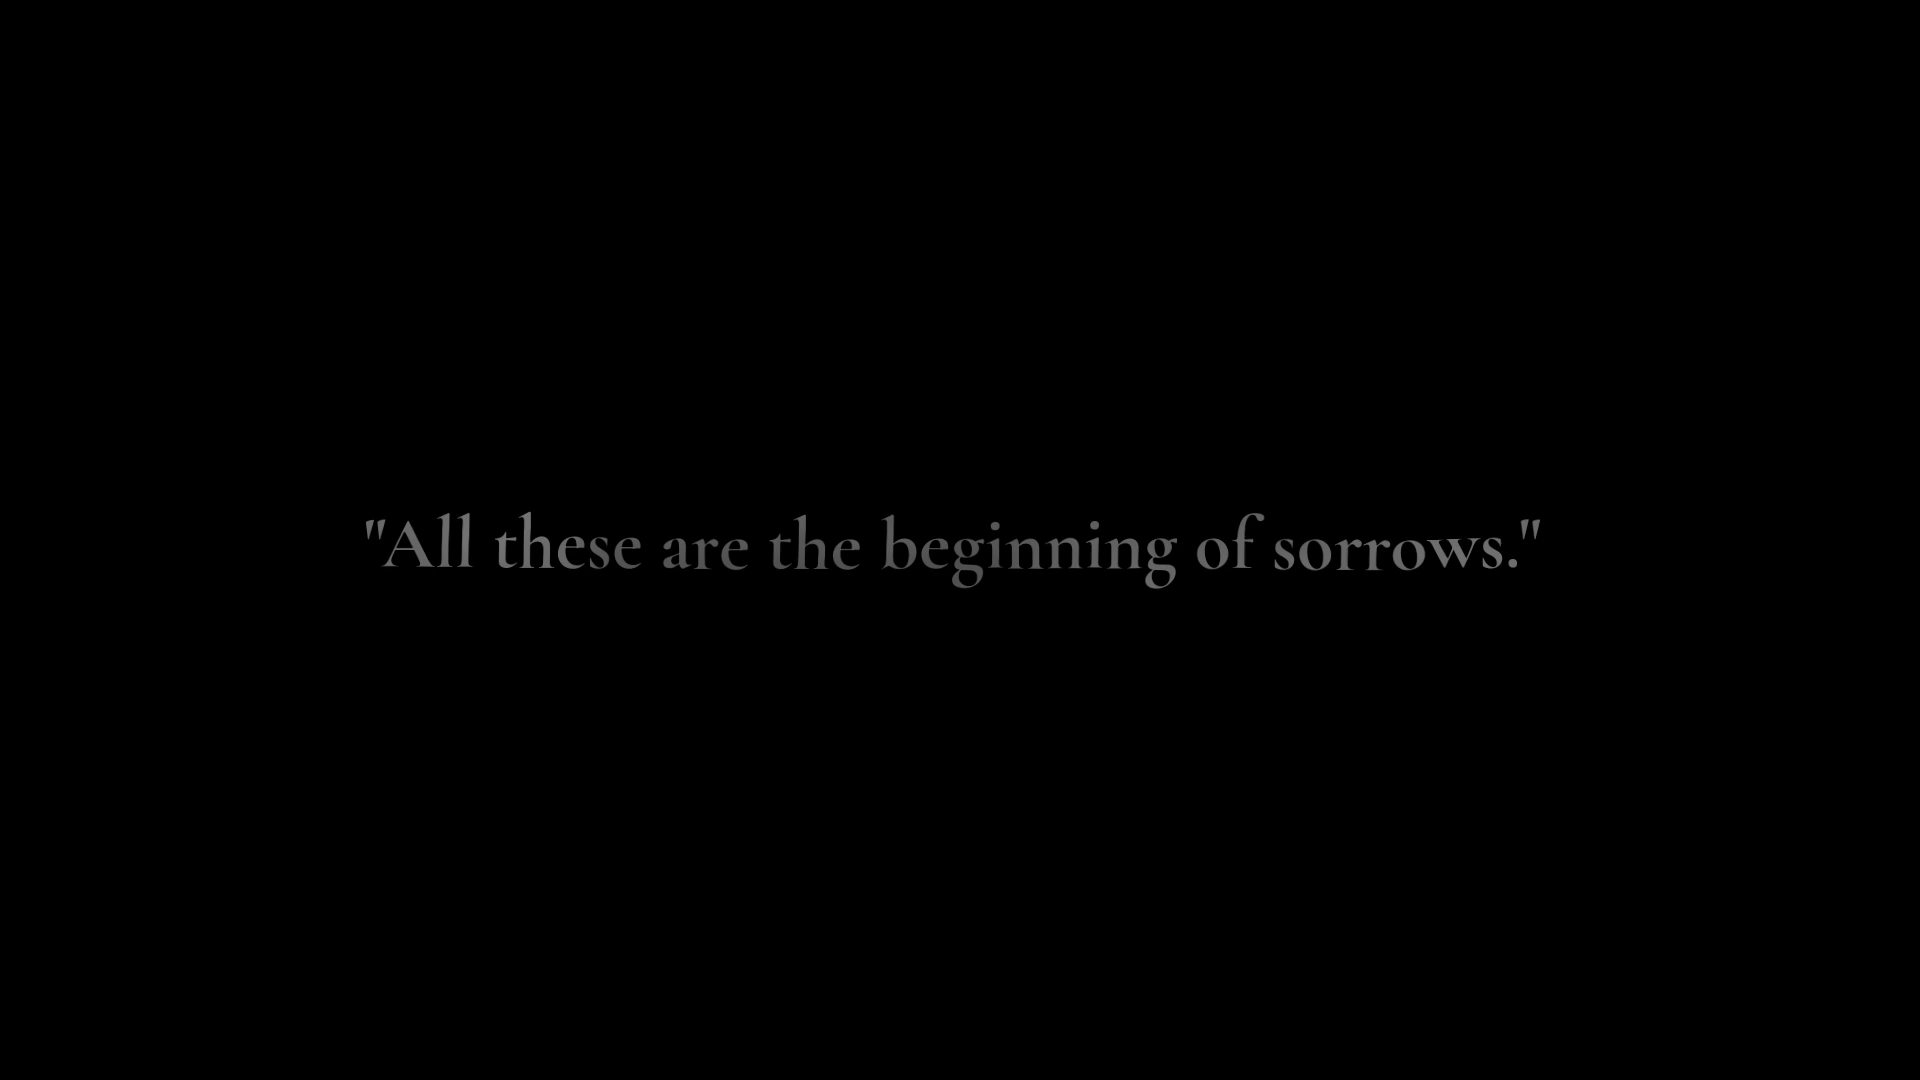 "All these are the beginning of sorrows."